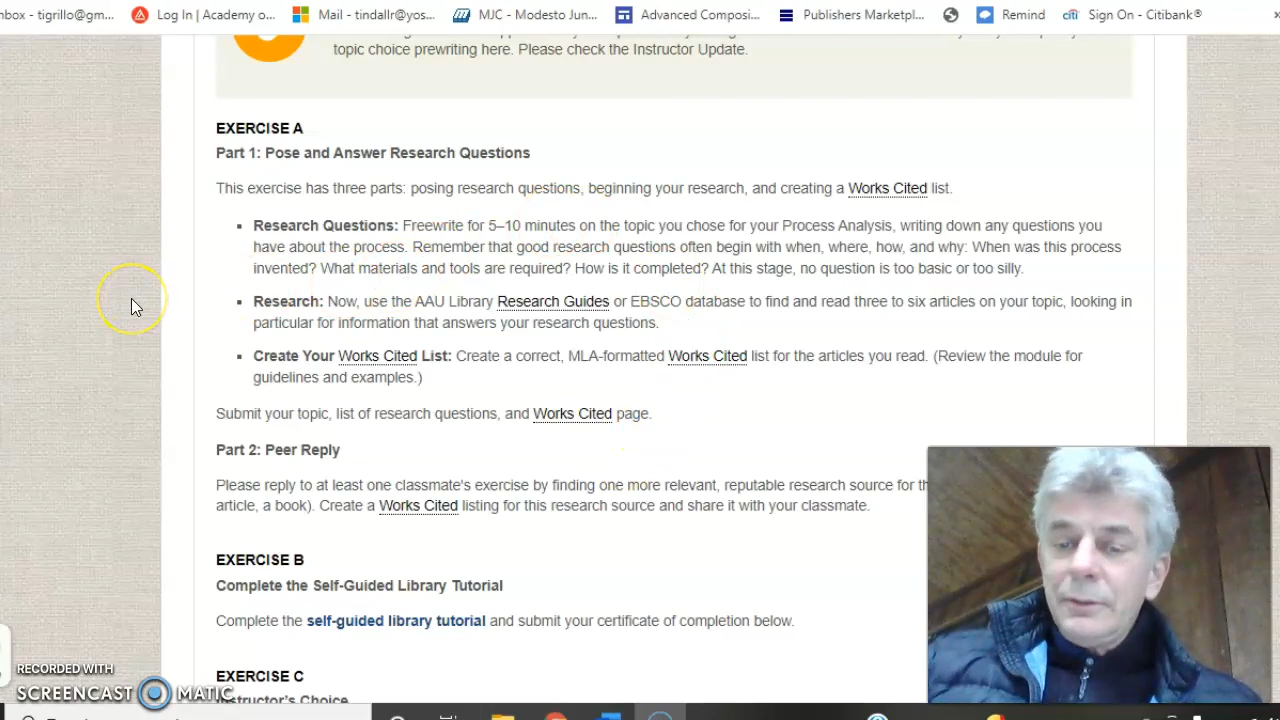 nbox - tigrillo@gm...
Log In | Academy o...
Mail - tindallr@yos...
MJC - Modesto Jun...
Advanced Composi...
Publishers Marketpl...
Remind
citi Sign On - Citibank®
topic choice prewriting here. Please check the Instructor Update.
EXERCISE A
Part 1: Pose and Answer Research Questions
This exercise has three parts: posing research questions, beginning your research, and creating a Works Cited list.
Research Questions: Freewrite for 5–10 minutes on the topic you chose for your Process Analysis, writing down any questions you
have about the process. Remember that good research questions often begin with when, where, how, and why: When was this process
invented? What materials and tools are required? How is it completed? At this stage, no question is too basic or too silly.
Research: Now, use the AAU Library Research Guides or EBSCO database to find and read three to six articles on your topic, looking in
particular for information that answers your research questions.
Create Your Works Cited List: Create a correct, MLA-formatted Works Cited list for the articles you read. (Review the module for
guidelines and examples.)
Submit your topic, list of research questions, and Works Cited page.
Part 2: Peer Reply
Please reply to at least one classmate's exercise by finding one more relevant, reputable research source for
article, a book). Create a Works Cited listing for this research source and share it with your classmate.
EXERCISE B
Complete the Self-Guided Library Tutorial
Complete the self-guided library tutorial and submit your certificate of completion below.
EXERCISE C
Instructor's Choice
RECORDED WITH
SCREENCAST MATIC